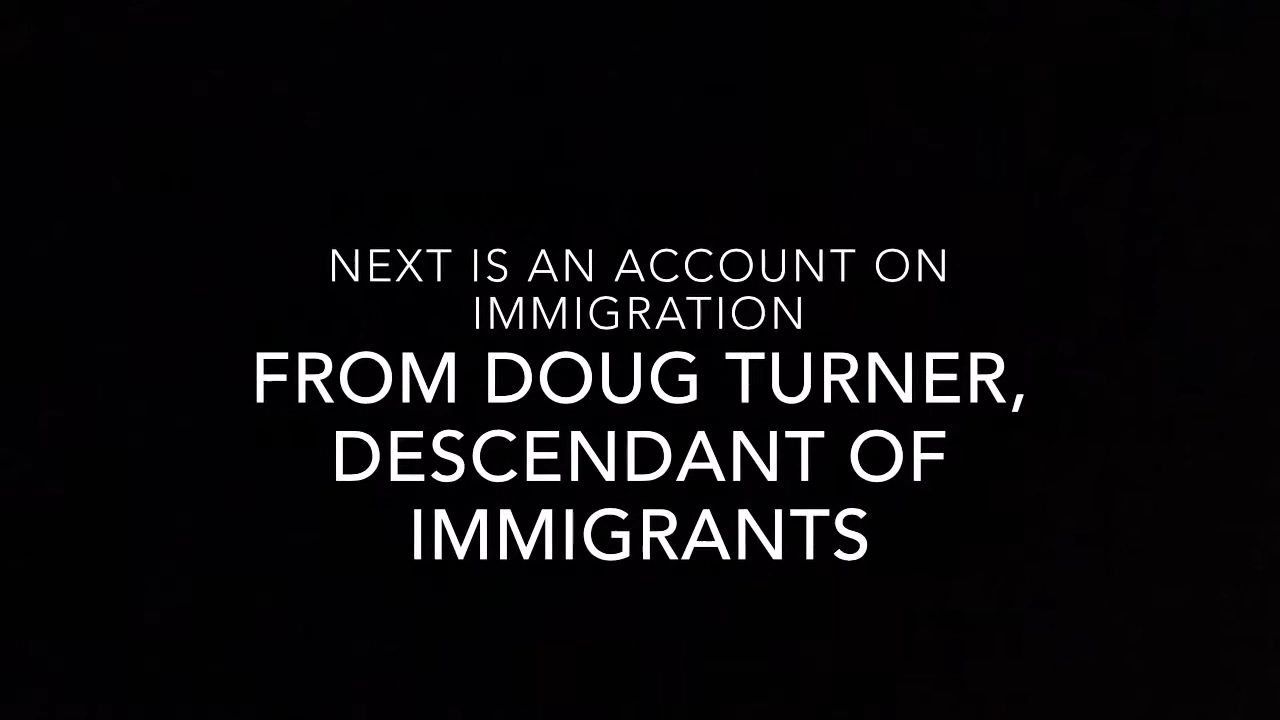 NEXT IS AN ACCOUNT ON
IMMIGRATION
FROM DOUG TURNER,
DESCENDANT OF
IMMIGRANTS